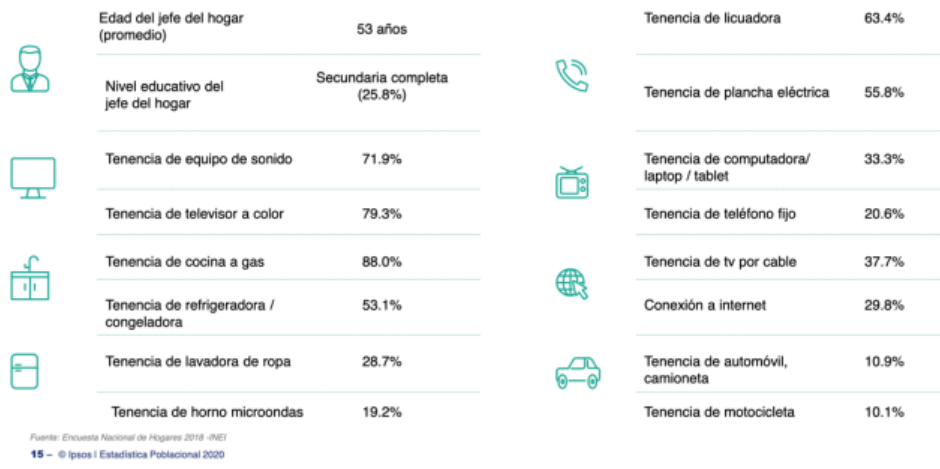 Edad del jefe del hogar
(promedio)
53 años
Nivel educativo del
jefe del hogar
Secundaria completa
(25.8%)
Tenencia de equipo de sonido
71.9%
Tenencia de televisor a color
79.3%
Tenencia de cocina a gas
88.0%
Tenencia de refrigeradora /
congeladora
53.1%
Tenencia de lavadora de ropa
28.7%
Tenencia de horno microondas
19.2%
Tenencia de licuadora
63.4%
Tenencia de plancha eléctrica
55.8%
Tenencia de computadora/
laptop / tablet
33.3%
Tenencia de teléfono fijo
20.6%
Tenencia de tv por cable
37.7%
Conexión a internet
29.8%
Tenencia de automóvil,
camioneta
10.9%
Tenencia de motocicleta
10.1%
Fuente: Encuesta Nacional de Hogares 2018 -INEI
15 – © Ipsos | Estadística Poblacional 2020